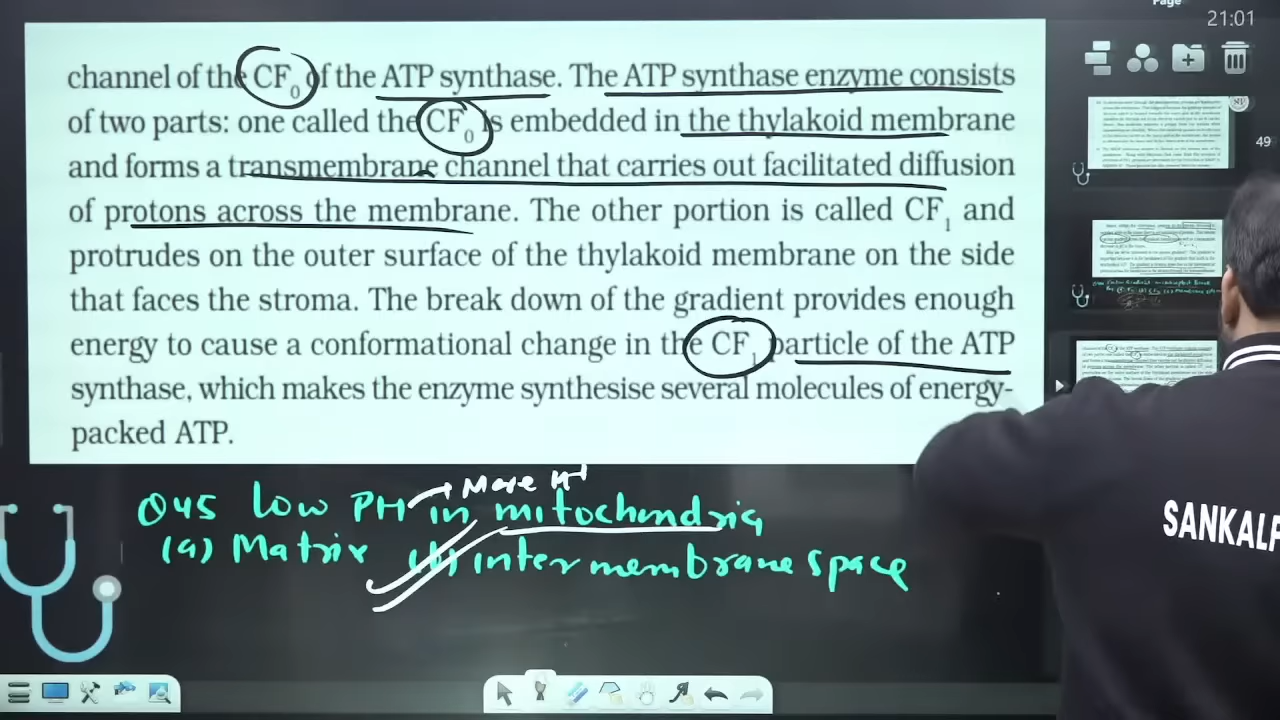 Page
21:01
49
channel of the CF0 of the ATP synthase. The ATP synthase enzyme consists
of two parts: one called the CF0 is embedded in the thylakoid membrane
and forms a transmembrane channel that carries out facilitated diffusion
of protons across the membrane. The other portion is called CF1 and
protrudes on the outer surface of the thylakoid membrane on the side
that faces the stroma. The break down of the gradient provides enough
energy to cause a conformational change in the CF1 particle of the ATP
synthase, which makes the enzyme synthesise several molecules of energy-
packed ATP.
More H+
Q45 Low PH in mitochondria
(a) Matrix (b) intermembrane space
SANKALP